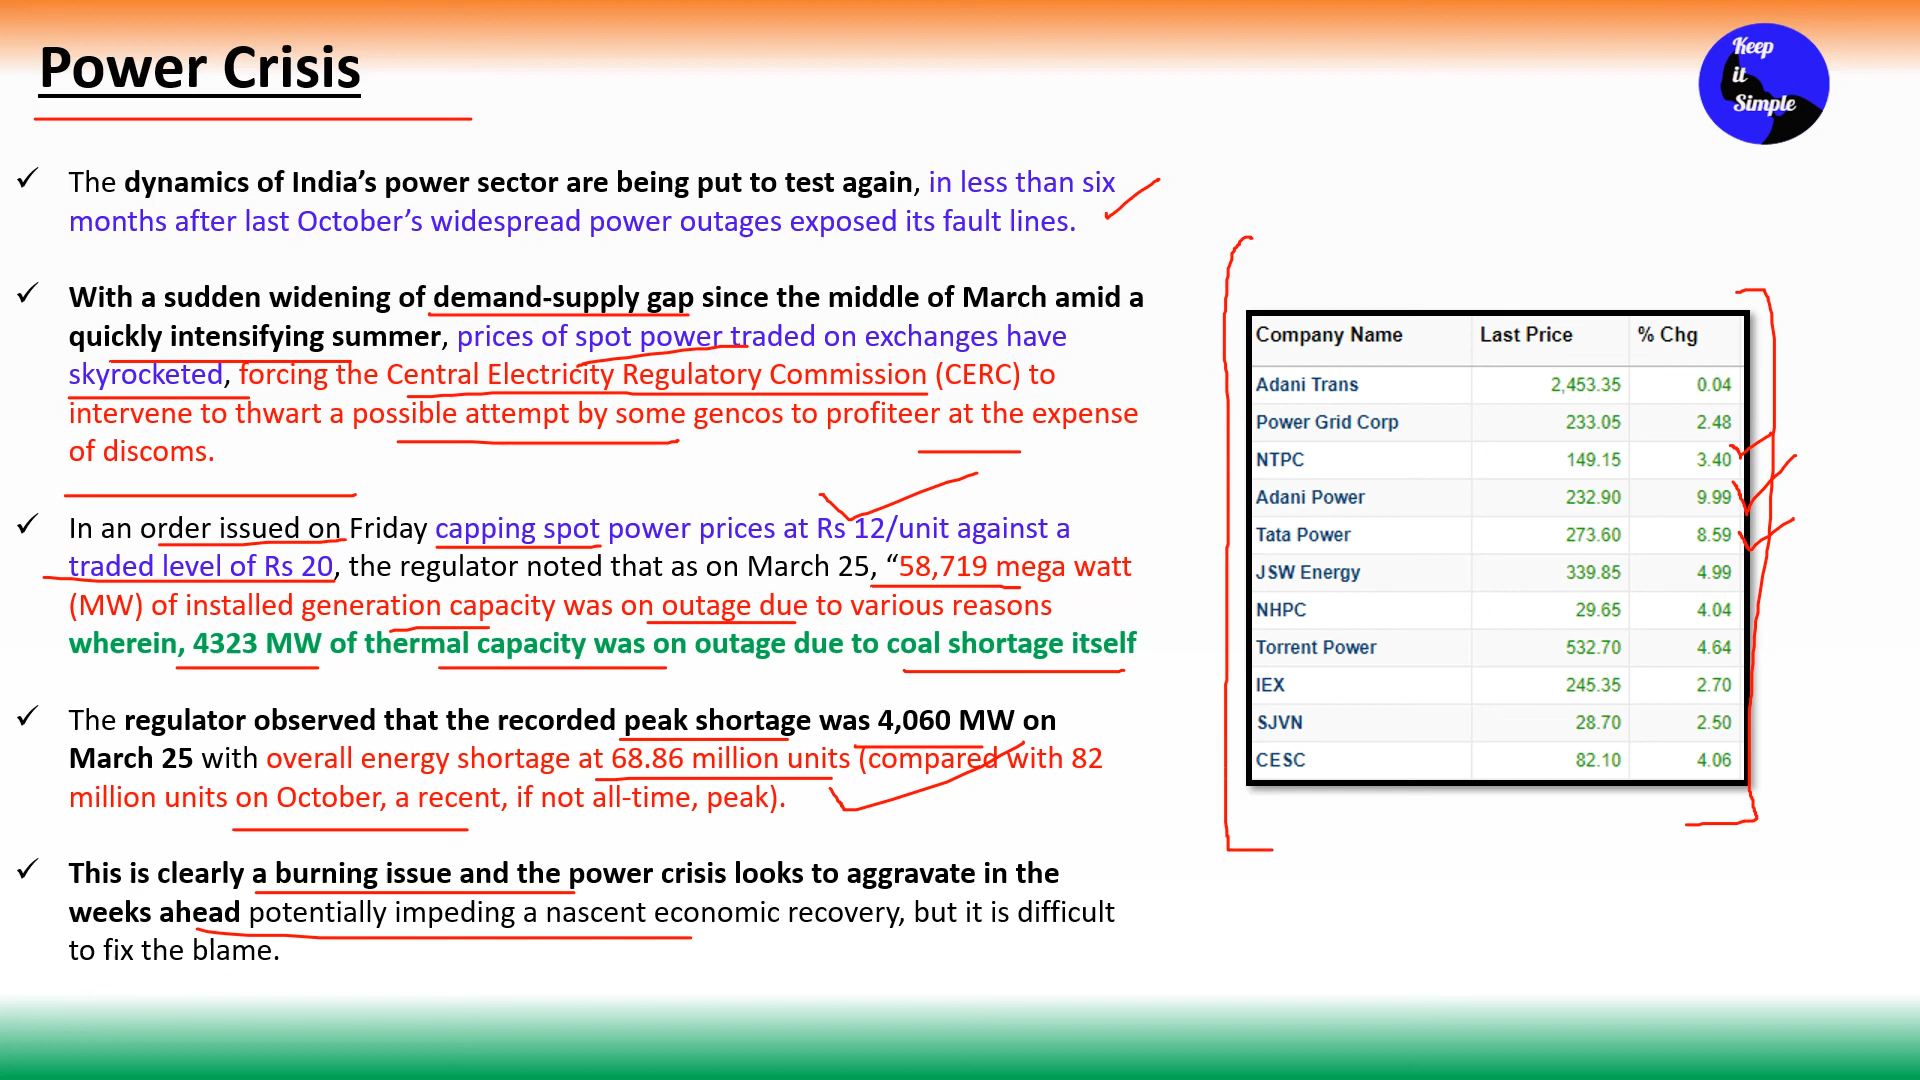 Power Crisis
Keep
it
Simple
The dynamics of India’s power sector are being put to test again, in less than six
months after last October’s widespread power outages exposed its fault lines.
With a sudden widening of demand-supply gap since the middle of March amid a
quickly intensifying summer, prices of spot power traded on exchanges have
skyrocketed, forcing the Central Electricity Regulatory Commission (CERC) to
intervene to thwart a possible attempt by some gencos to profiteer at the expense
of discoms.
In an order issued on Friday capping spot power prices at Rs 12/unit against a
traded level of Rs 20, the regulator noted that as on March 25, “58,719 mega watt
(MW) of installed generation capacity was on outage due to various reasons
wherein, 4323 MW of thermal capacity was on outage due to coal shortage itself
The regulator observed that the recorded peak shortage was 4,060 MW on
March 25 with overall energy shortage at 68.86 million units (compared with 82
million units on October, a recent, if not all-time, peak).
This is clearly a burning issue and the power crisis looks to aggravate in the
weeks ahead potentially impeding a nascent economic recovery, but it is difficult
to fix the blame.
Company Name Last Price % Chg
Adani Trans 2,453.35 0.04
Power Grid Corp 233.05 2.48
NTPC 149.15 3.40
Adani Power 232.90 9.99
Tata Power 273.60 8.59
JSW Energy 339.85 4.99
NHPC 29.65 4.04
Torrent Power 532.70 4.64
IEX 245.35 2.70
SJVN 28.70 2.50
CESC 82.10 4.06